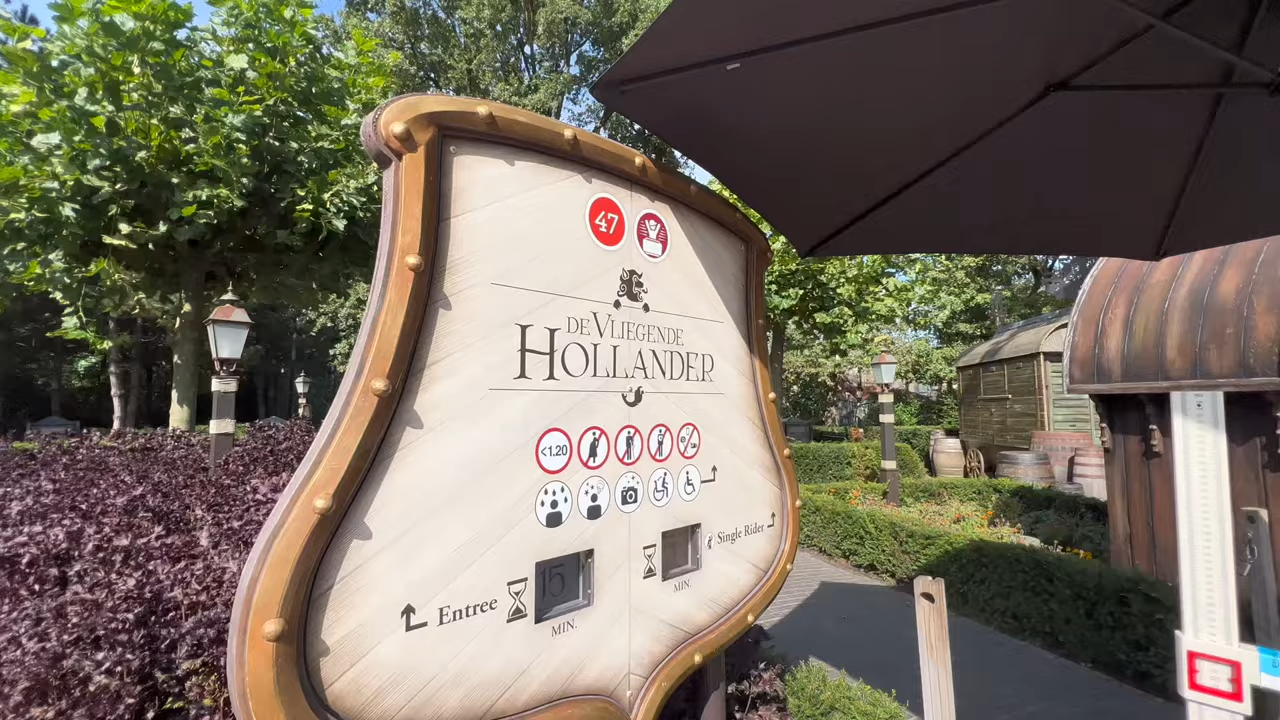 47
DE VLIEGENDE
HOLLANDER
<1.20
Entree
15
MIN.
Single Rider
MIN.